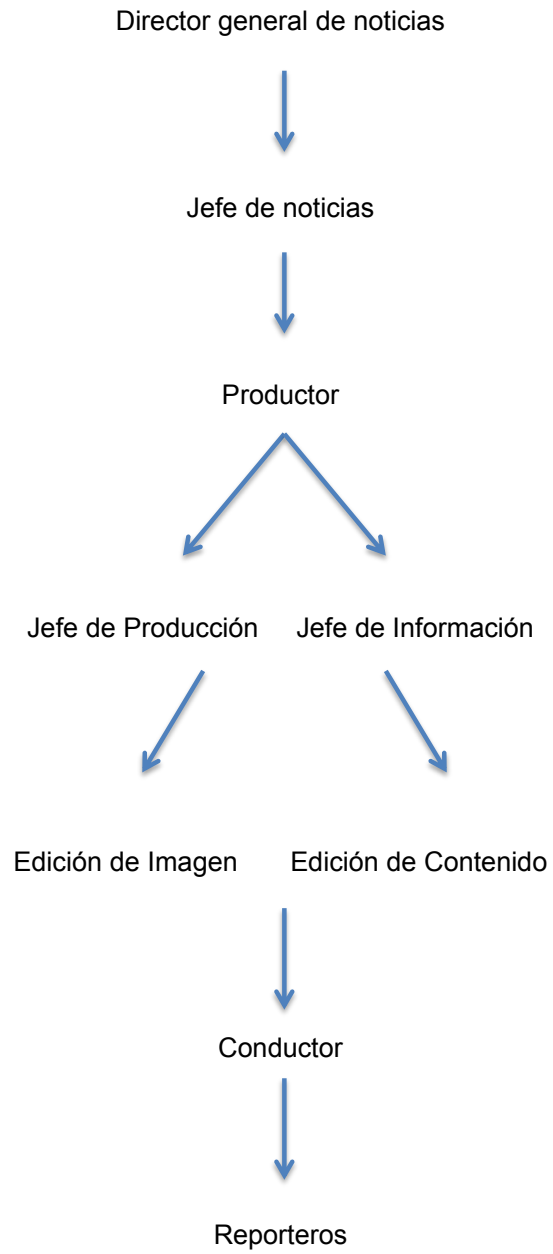 Director general de noticias
Jefe de noticias
Productor
Jefe de Producción Jefe de Información
Edición de Imagen Edición de Contenido
Conductor
Reporteros